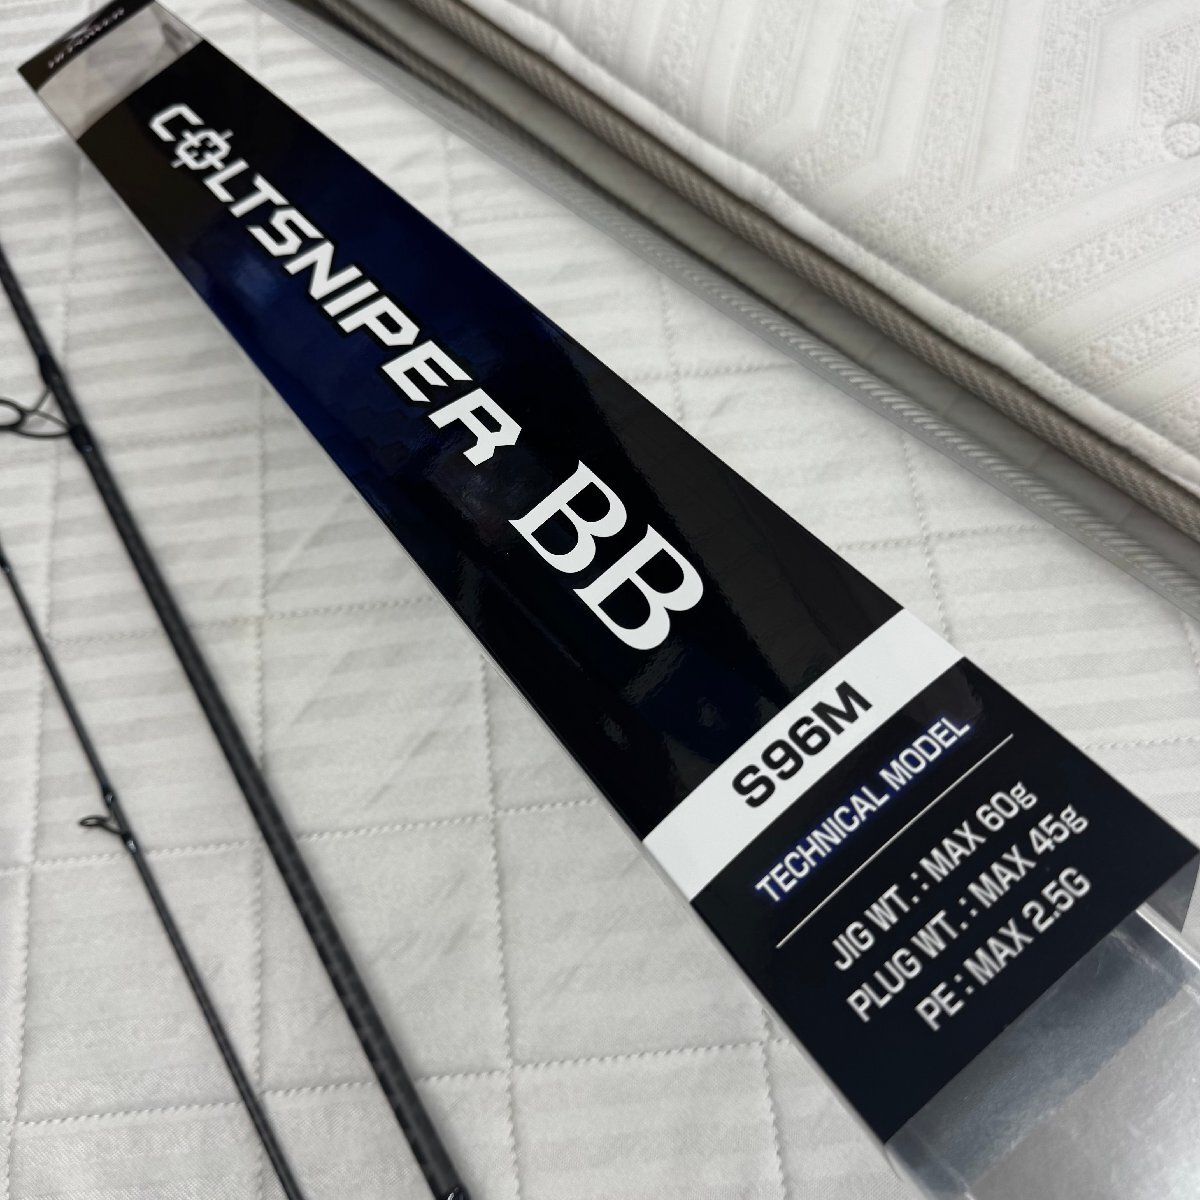 COLTSNIPER BB
S96M
TECHNICAL MODEL
JIG WT. : MAX 60g
PLUG WT. : MAX 45g
PE : MAX 2.5G